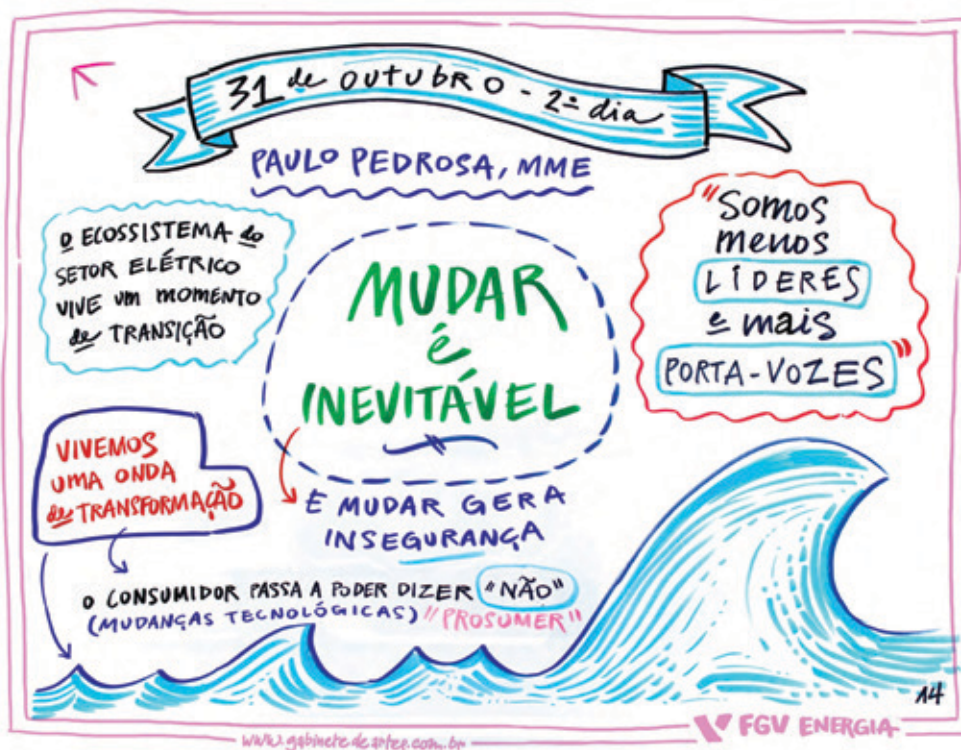 31 de OUTUBRO - 2º dia
PAULO PEDROSA, MME
O ECOSSISTEMA do
SETOR ELÉTRICO
VIVE UM MOMENTO
de TRANSIÇÃO
MUDAR
é
INEVITÁVEL
"SOMOS
menos
LÍDERES
e mais
PORTA-VOZES"
VIVEMOS
UMA ONDA
de TRANSFORMAÇÃO
E MUDAR GERA
INSEGURANÇA
O CONSUMIDOR PASSA A PODER DIZER "NÃO"
(MUDANÇAS TECNOLÓGICAS) "PROSUMER"
14
www.gabinetedeartee.com.br
FGV ENERGIA